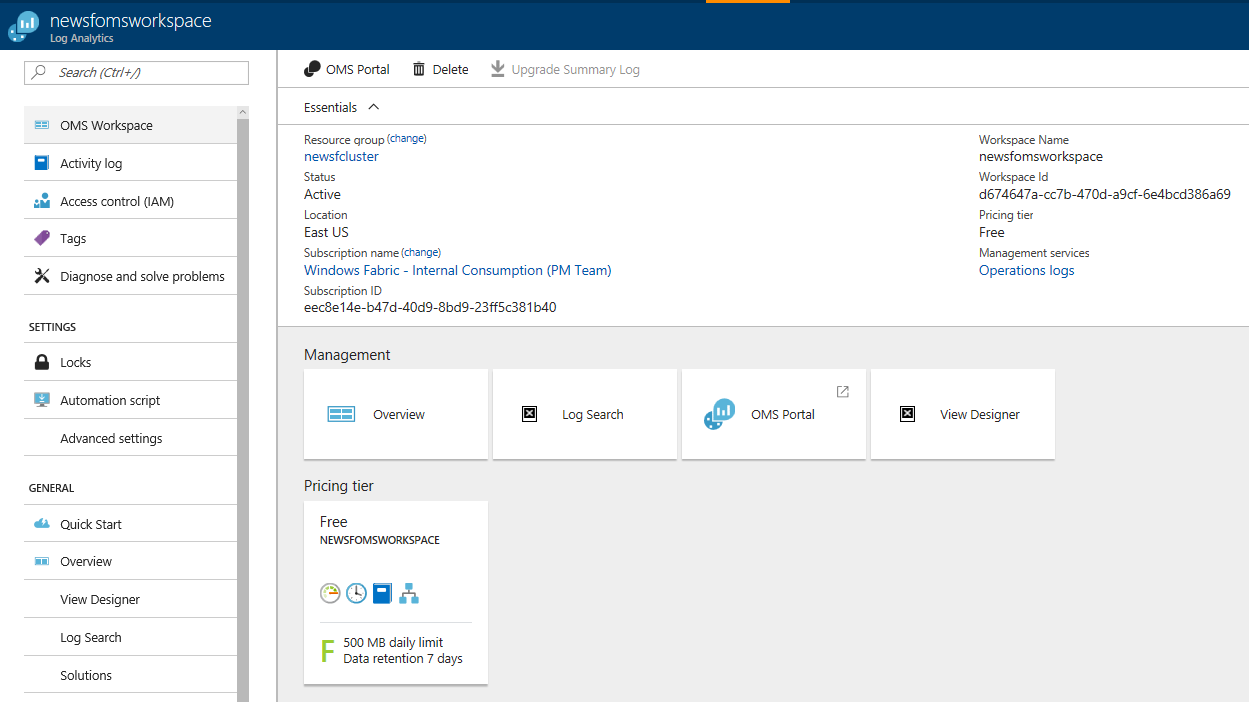 newsfomsworkspace
Log Analytics
Search (Ctrl+/)
OMS Workspace
Activity log
Access control (IAM)
Tags
Diagnose and solve problems
SETTINGS
Locks
Automation script
Advanced settings
GENERAL
Quick Start
Overview
View Designer
Log Search
Solutions
OMS Portal Delete Upgrade Summary Log
Essentials
Resource group (change)
newsfcluster
Status
Active
Location
East US
Subscription name (change)
Windows Fabric - Internal Consumption (PM Team)
Subscription ID
eec8e14e-b47d-40d9-8bd9-23ff5c381b40
Workspace Name
newsfomsworkspace
Workspace Id
d674647a-cc7b-470d-a9cf-6e4bcd386a69
Pricing tier
Free
Management services
Operations logs
Management
Overview
Log Search
OMS Portal
View Designer
Pricing tier
Free
NEWSFOMSWORKSPACE
F
500 MB daily limit
Data retention 7 days